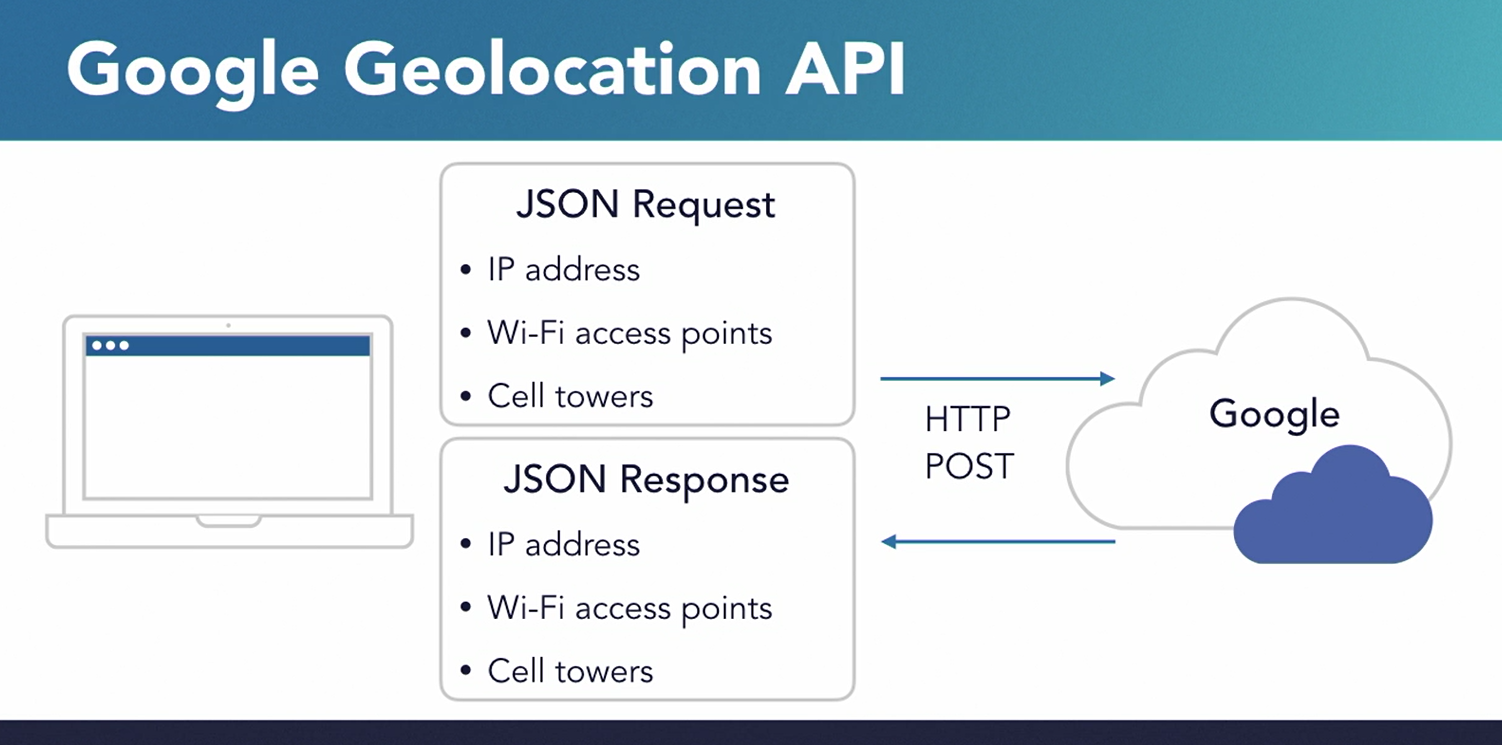 Google Geolocation API
JSON Request
• IP address
• Wi-Fi access points
• Cell towers
JSON Response
• IP address
• Wi-Fi access points
• Cell towers
HTTP
POST
Google